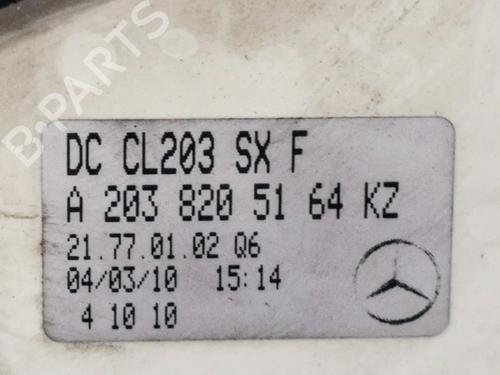 B-PARTS
DC CL203 SX F
A 203 820 51 64 KZ
21.77.01.02 Q6
04/03/10 15:14
4 10 10